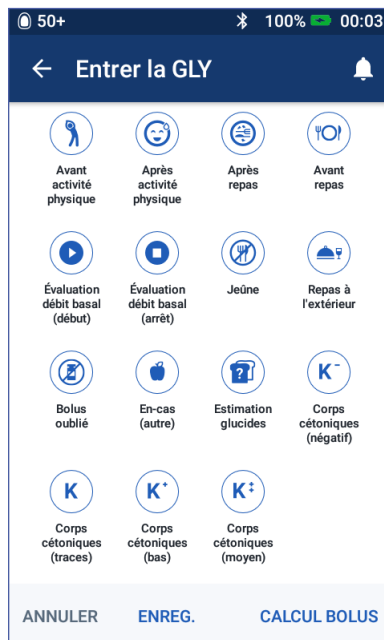 50+ 100% 00:03
Entrer la GLY
Avant Après Après Avant
activité activité repas repas
physique physique
Évaluation Évaluation Jeûne Repas à
débit basal débit basal l'extérieur
(début) (arrêt)
?
K⁻
Bolus En-cas Estimation Corps
oublié (autre) glucides cétoniques
(négatif)
K K⁺ K‡
Corps Corps Corps
cétoniques cétoniques cétoniques
(traces) (bas) (moyen)
ANNULER ENREG. CALCUL BOLUS